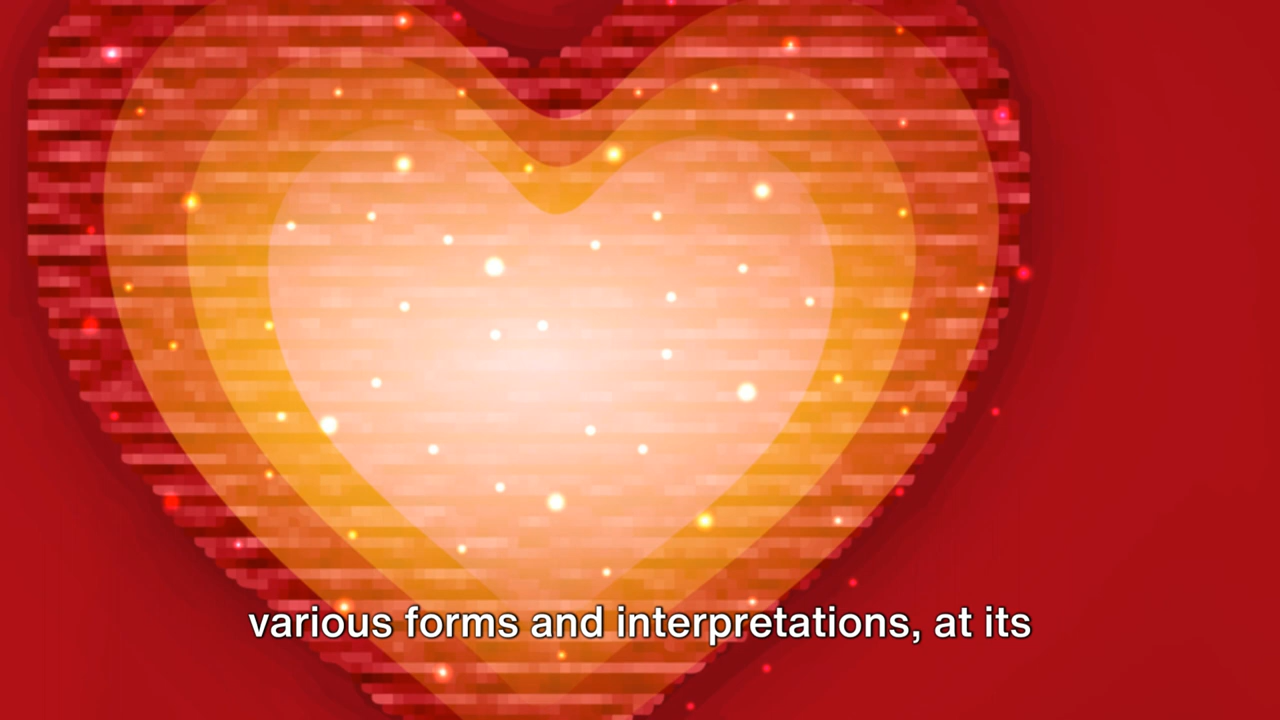 various forms and interpretations, at its